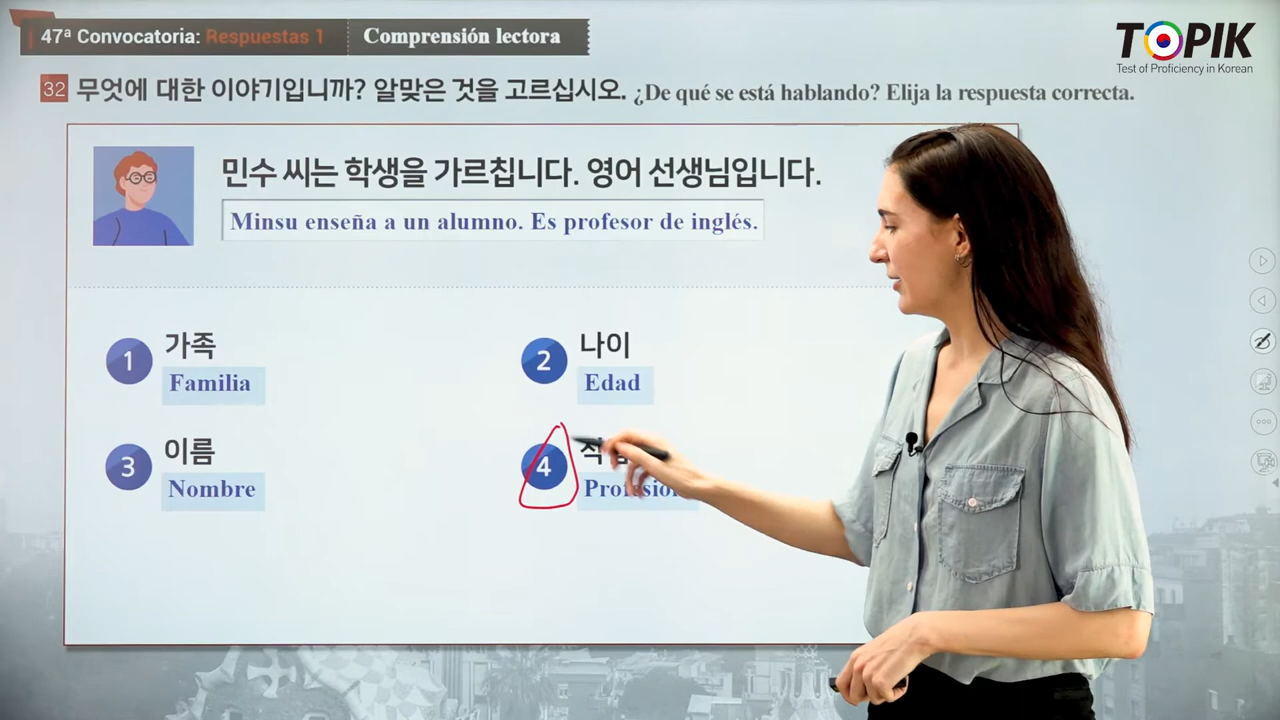 47ª Convocatoria: Respuestas 1
Comprensión lectora
TOPIK
Test of Proficiency in Korean
32 무엇에 대한 이야기입니까? 알맞은 것을 고르십시오. ¿De qué se está hablando? Elija la respuesta correcta.
민수 씨는 학생을 가르칩니다. 영어 선생님입니다.
Minsu enseña a un alumno. Es profesor de inglés.
1 가족
Familia
2 나이
Edad
3 이름
Nombre
4